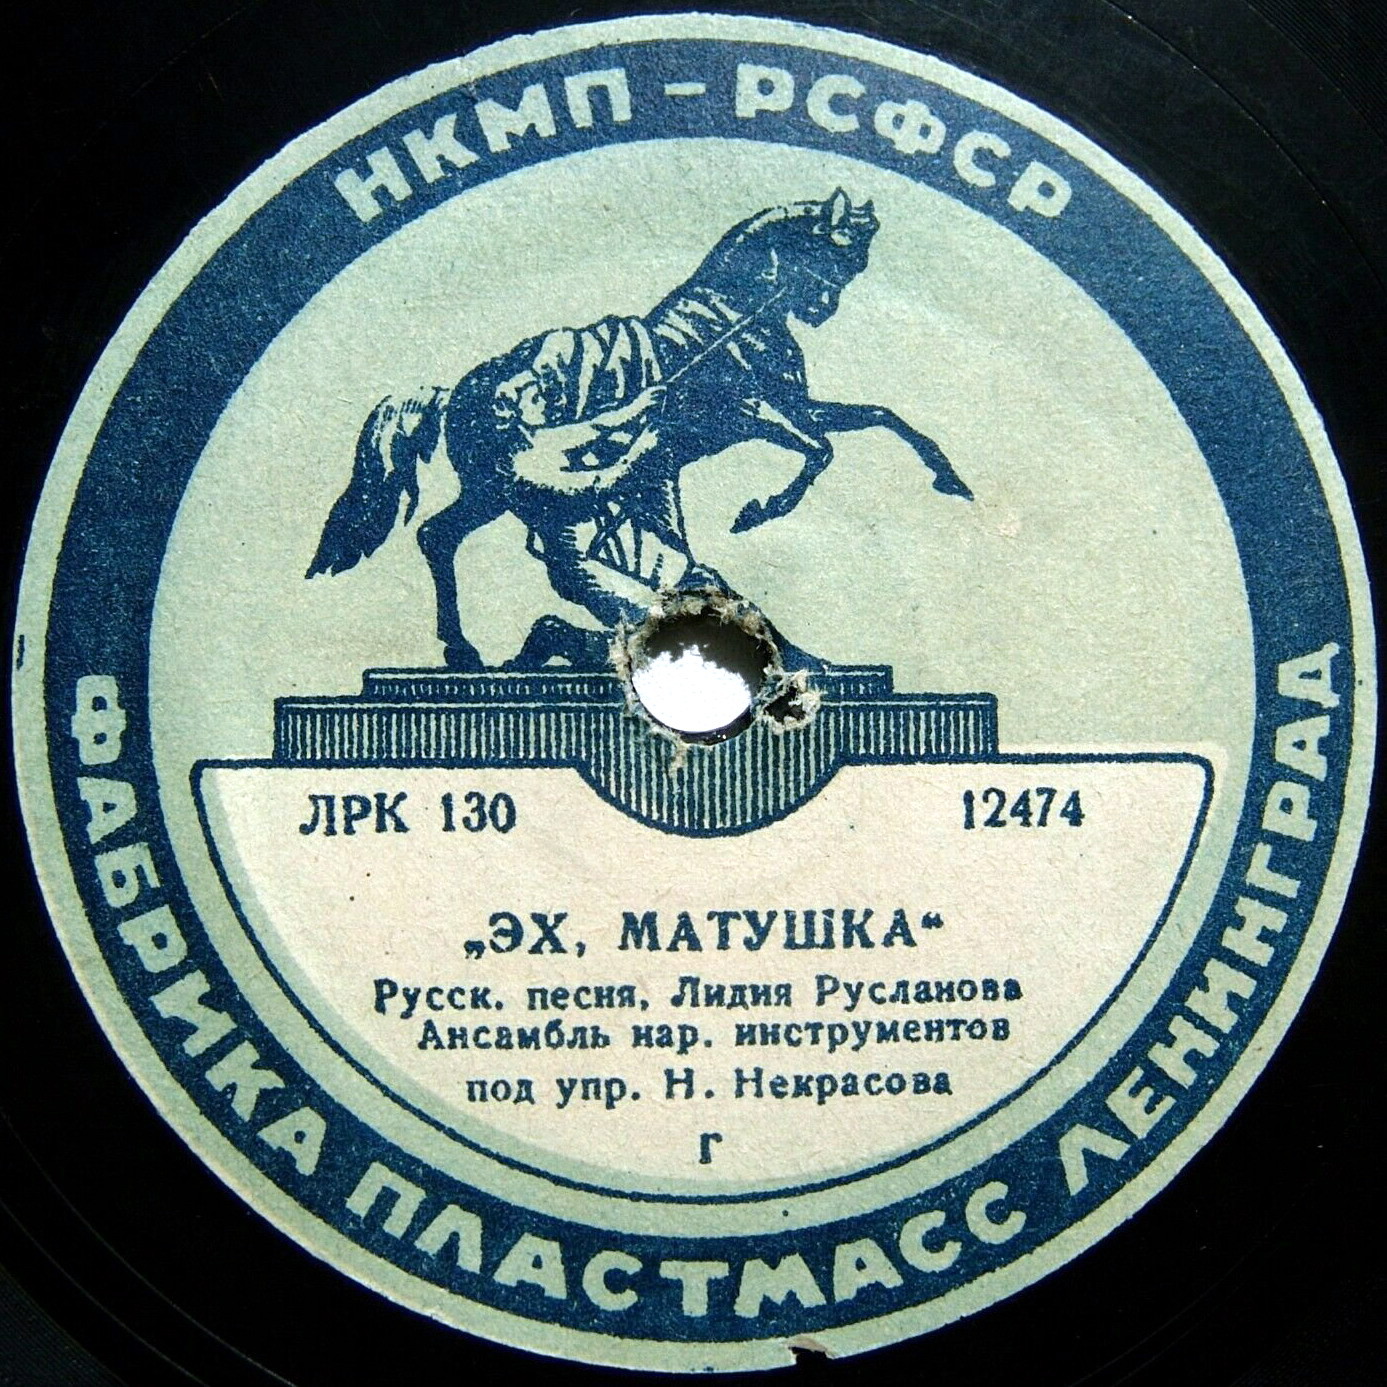 НКМП – РСФСР
ЛРК 130
12474
„ЭХ, МАТУШКА“
Русск. песня, Лидия Русланова
Ансамбль нар. инструментов
под упр. Н. Некрасова
Г
ФАБРИКА ПЛАСТМАСС ЛЕНИНГРАД